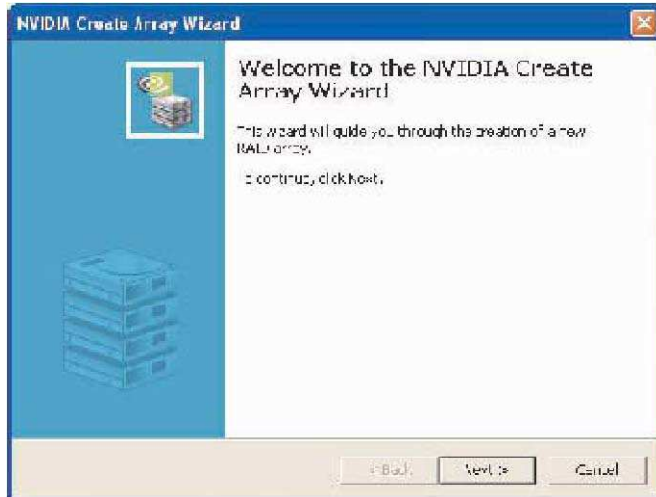 NVIDIA Create Array Wizard
Welcome to the NVIDIA Create
Array Wizard
This wizard will guide you through the creation of a new
RAID array.
To continue, click Next.
< Back
Next >
Cancel